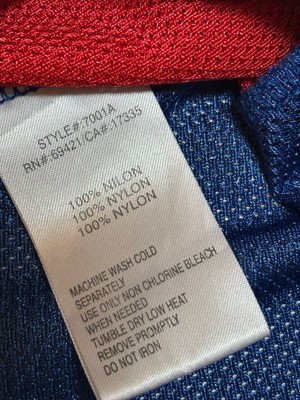 STYLE#:7001A
RN#:69421/CA#:17335
100% NILON
100% NYLON
100% NYLON
MACHINE WASH COLD
SEPARATELY
USE ONLY NON CHLORINE BLEACH
WHEN NEEDED
TUMBLE DRY LOW HEAT
REMOVE PROMPTLY
DO NOT IRON